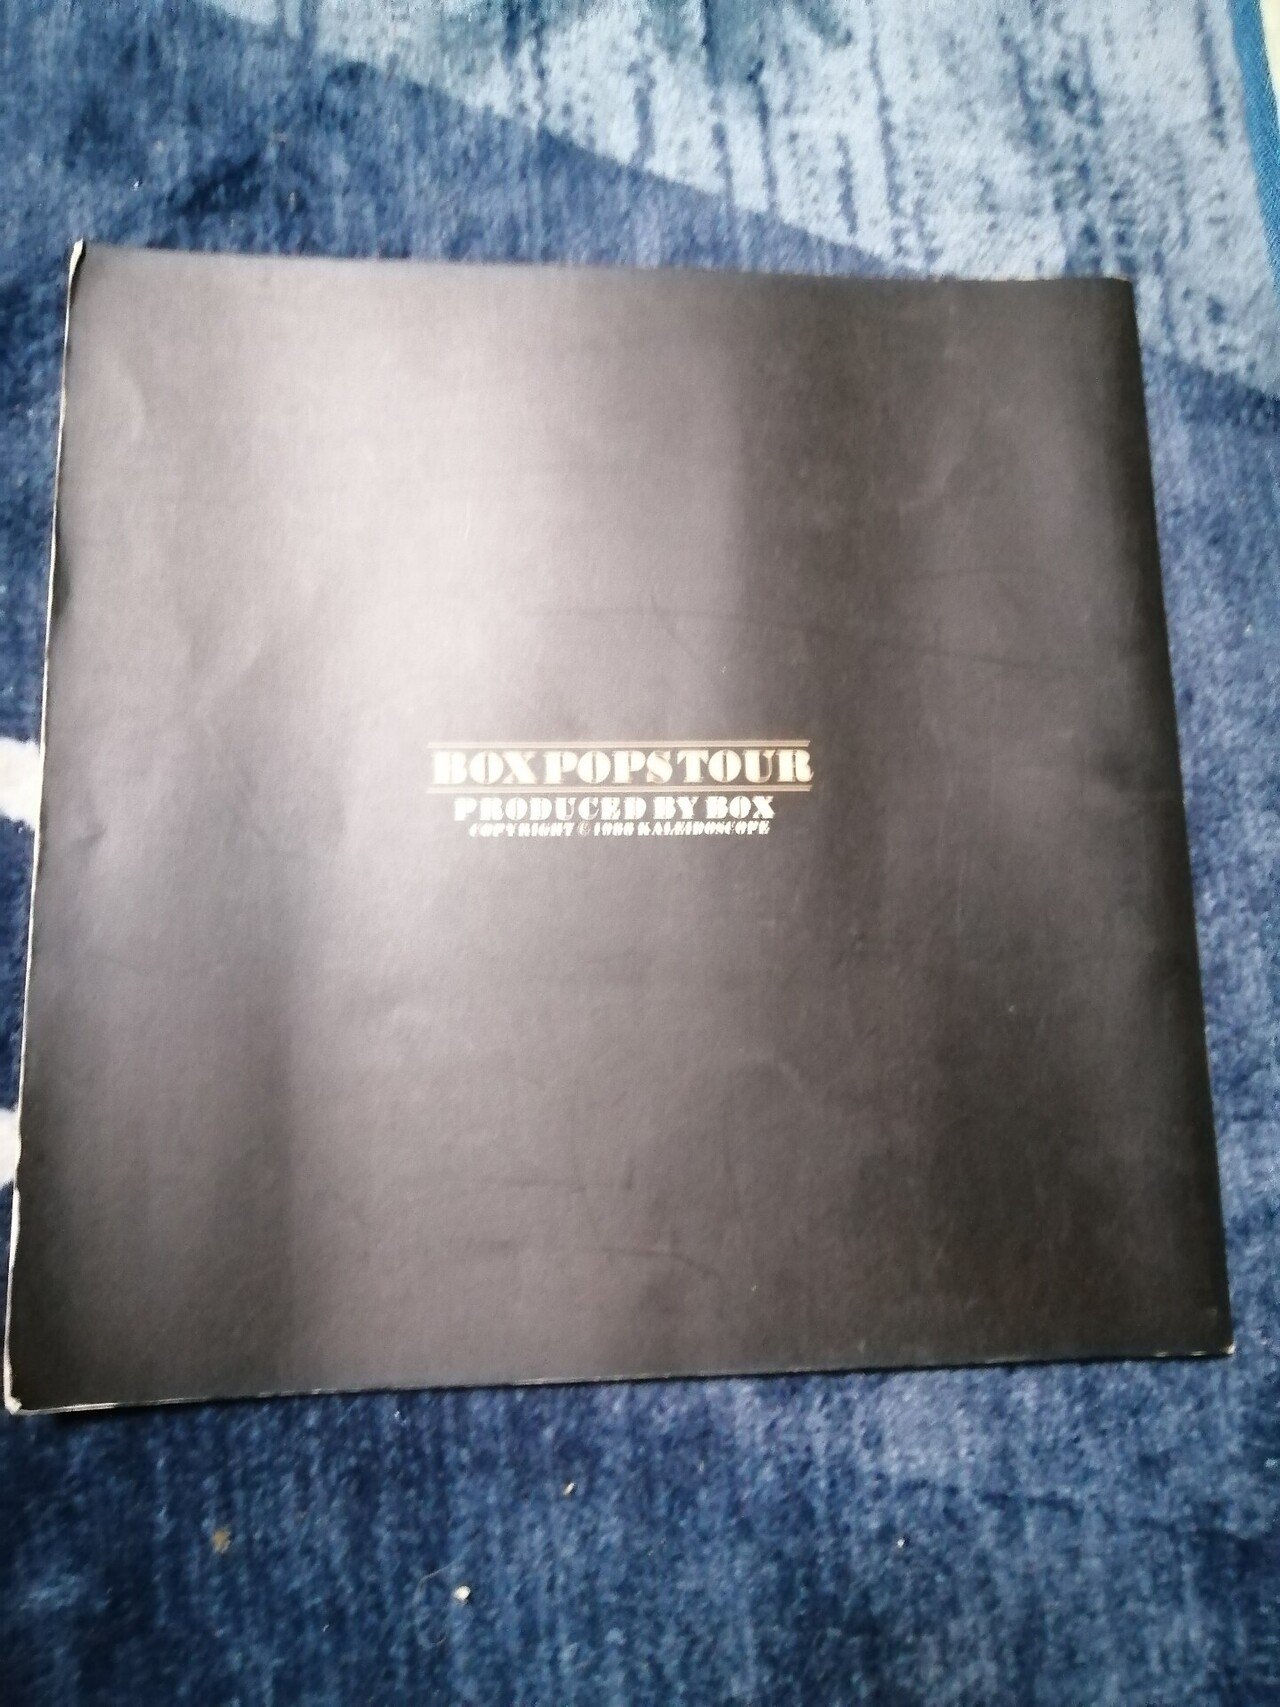 BOX POPS TOUR
PRODUCED BY BOX
COPYRIGHT © 1988 KALEIDOSCOPE